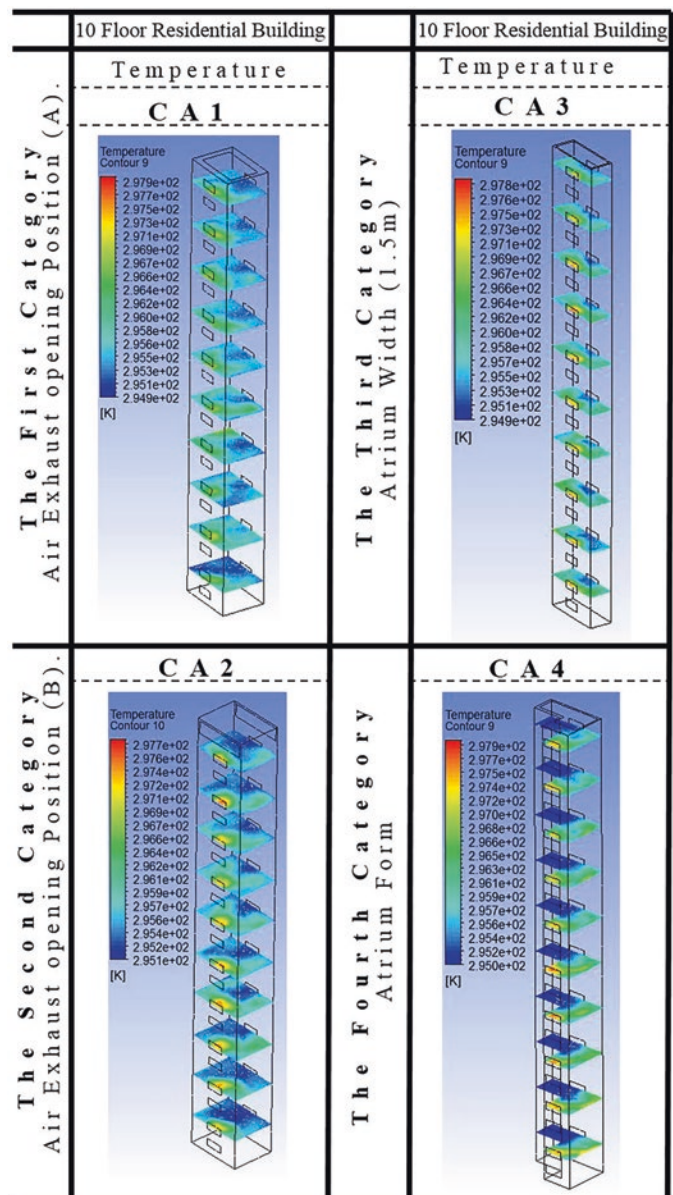 10 Floor Residential Building
10 Floor Residential Building
The First Category
Air Exhaust opening Position (A).
Temperature
CA1
Temperature
Contour 9
2.979e+02
2.977e+02
2.975e+02
2.973e+02
2.971e+02
2.969e+02
2.967e+02
2.966e+02
2.964e+02
2.962e+02
2.960e+02
2.958e+02
2.956e+02
2.955e+02
2.953e+02
2.951e+02
2.949e+02
[K]
The Third Category
Atrium Width (1.5m)
Temperature
CA3
Temperature
Contour 9
2.978e+02
2.976e+02
2.975e+02
2.973e+02
2.971e+02
2.969e+02
2.967e+02
2.966e+02
2.964e+02
2.962e+02
2.960e+02
2.958e+02
2.957e+02
2.955e+02
2.953e+02
2.951e+02
2.949e+02
[K]
The Second Category
Air Exhaust opening Position (B).
CA2
Temperature
Contour 10
2.977e+02
2.976e+02
2.974e+02
2.972e+02
2.971e+02
2.969e+02
2.967e+02
2.966e+02
2.964e+02
2.962e+02
2.961e+02
2.959e+02
2.957e+02
2.956e+02
2.954e+02
2.952e+02
2.951e+02
[K]
The Fourth Category
Atrium Form
CA4
Temperature
Contour 9
2.979e+02
2.977e+02
2.975e+02
2.974e+02
2.972e+02
2.970e+02
2.968e+02
2.966e+02
2.965e+02
2.963e+02
2.961e+02
2.959e+02
2.957e+02
2.956e+02
2.954e+02
2.952e+02
2.950e+02
[K]